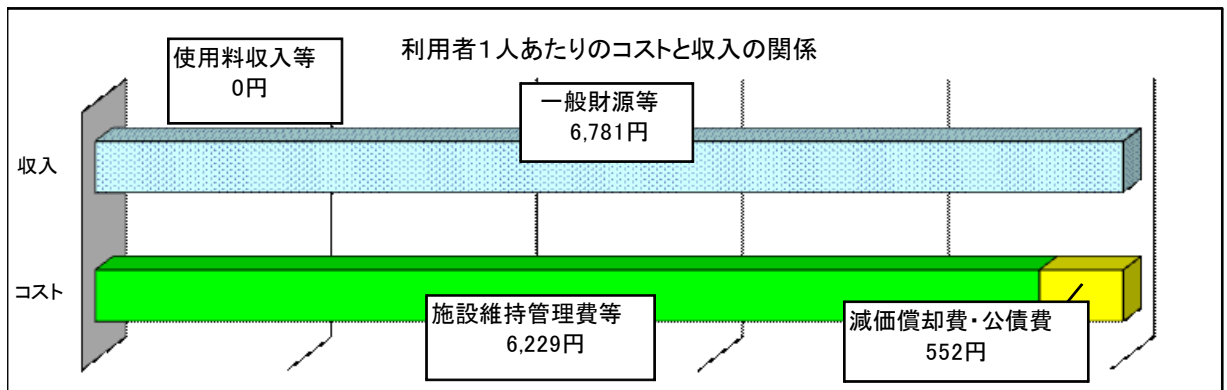 利用者１人あたりのコストと収入の関係
使用料収入等
0円
一般財源等
6,781円
収入
コスト
施設維持管理費等
6,229円
減価償却費・公債費
552円